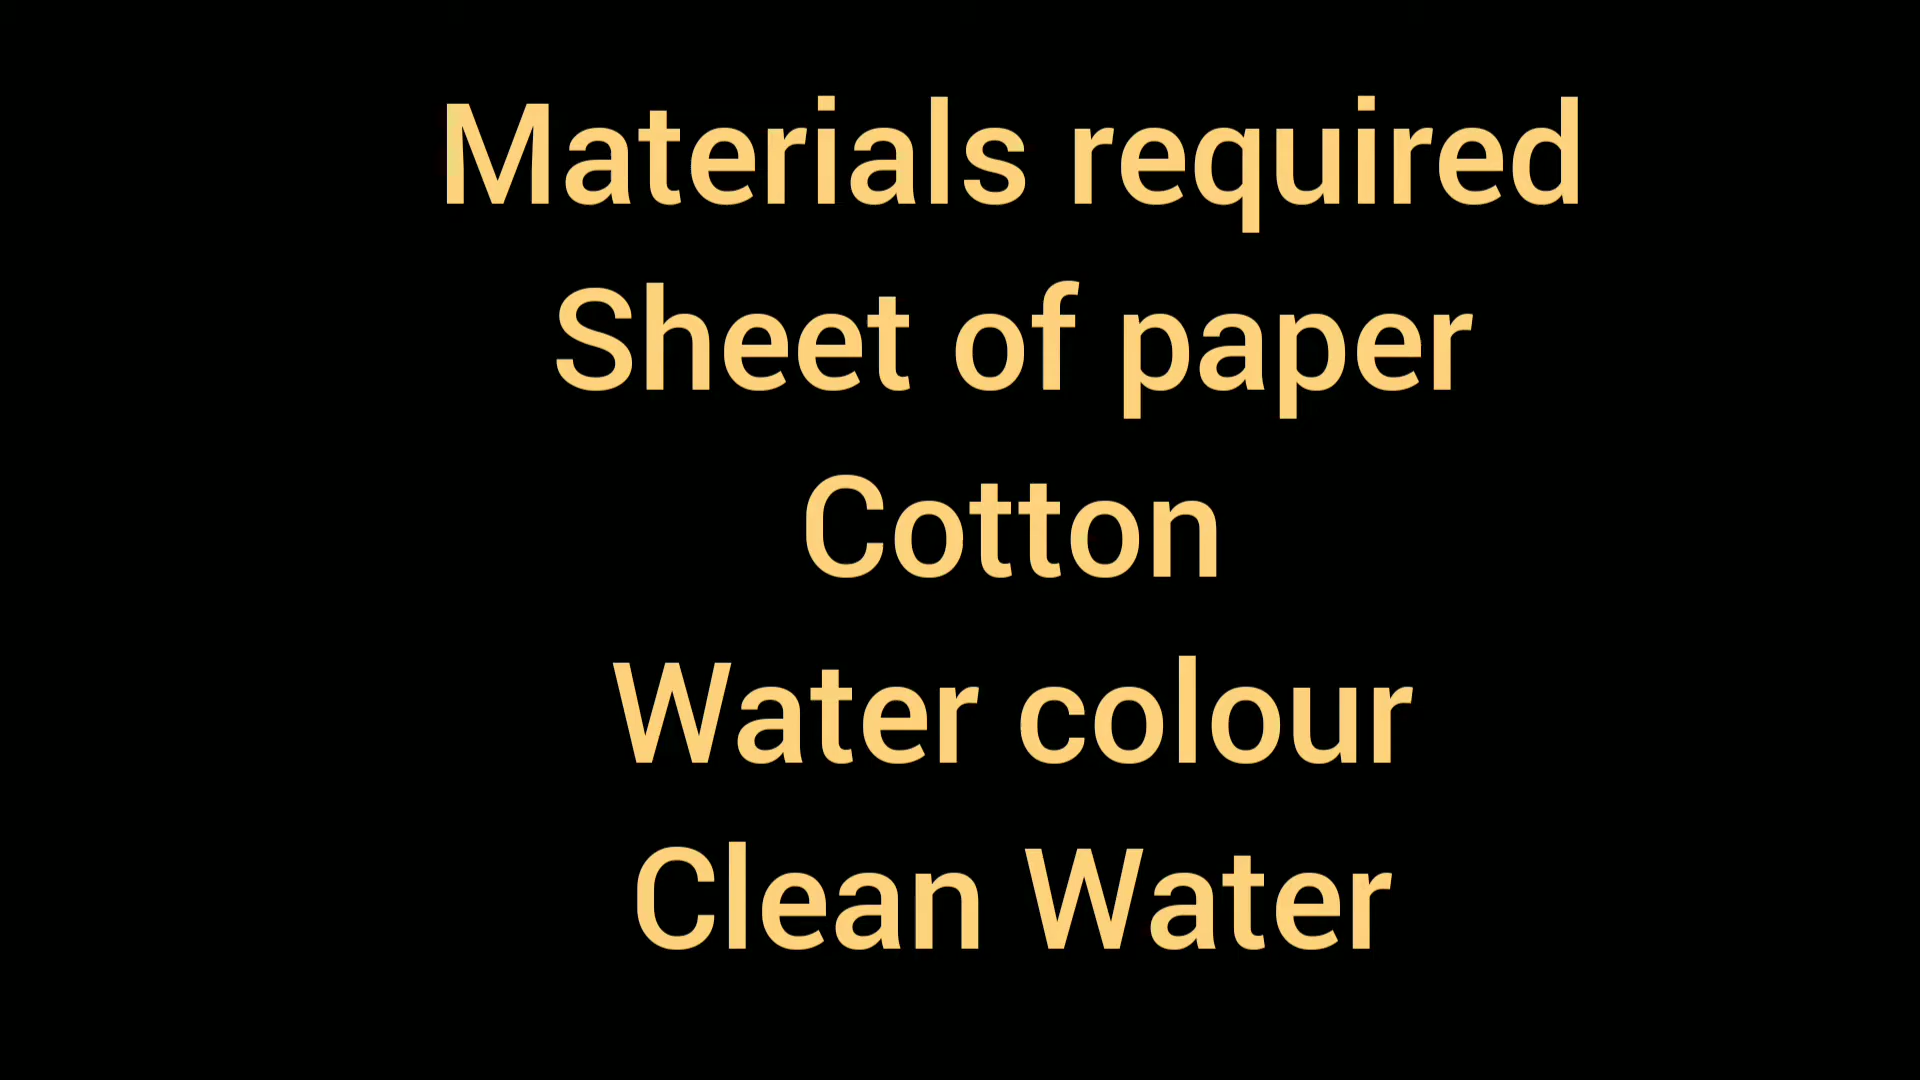 Materials required
Sheet of paper
Cotton
Water colour
Clean Water